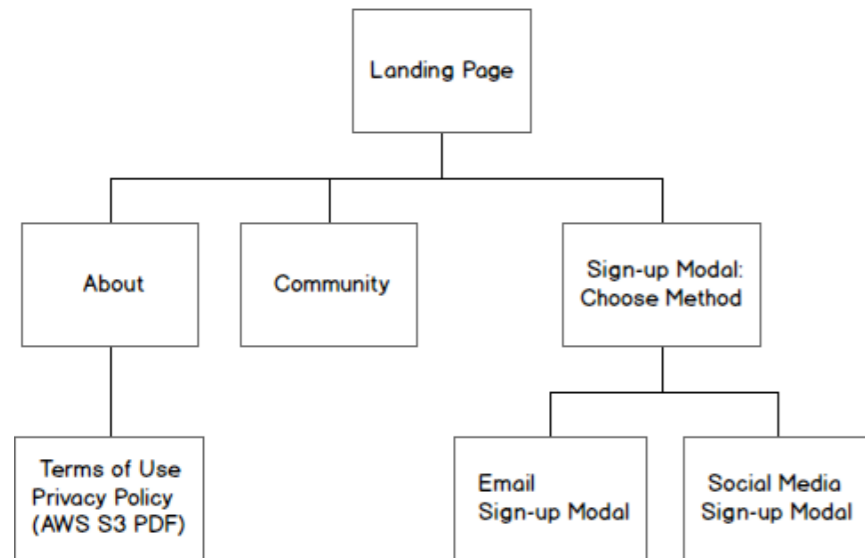 Landing Page
About
Community
Sign-up Modal:
Choose Method
Terms of Use
Privacy Policy
(AWS S3 PDF)
Email
Sign-up Modal
Social Media
Sign-up Modal